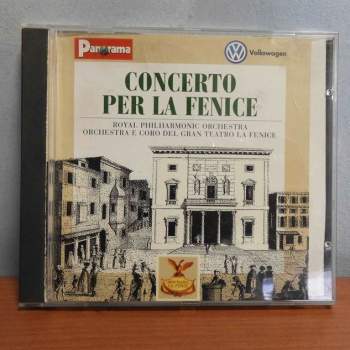 Panorama
Volkswagen
CONCERTO
PER LA FENICE
ROYAL PHILHARMONIC ORCHESTRA
ORCHESTRA E CORO DEL GRAN TEATRO LA FENICE